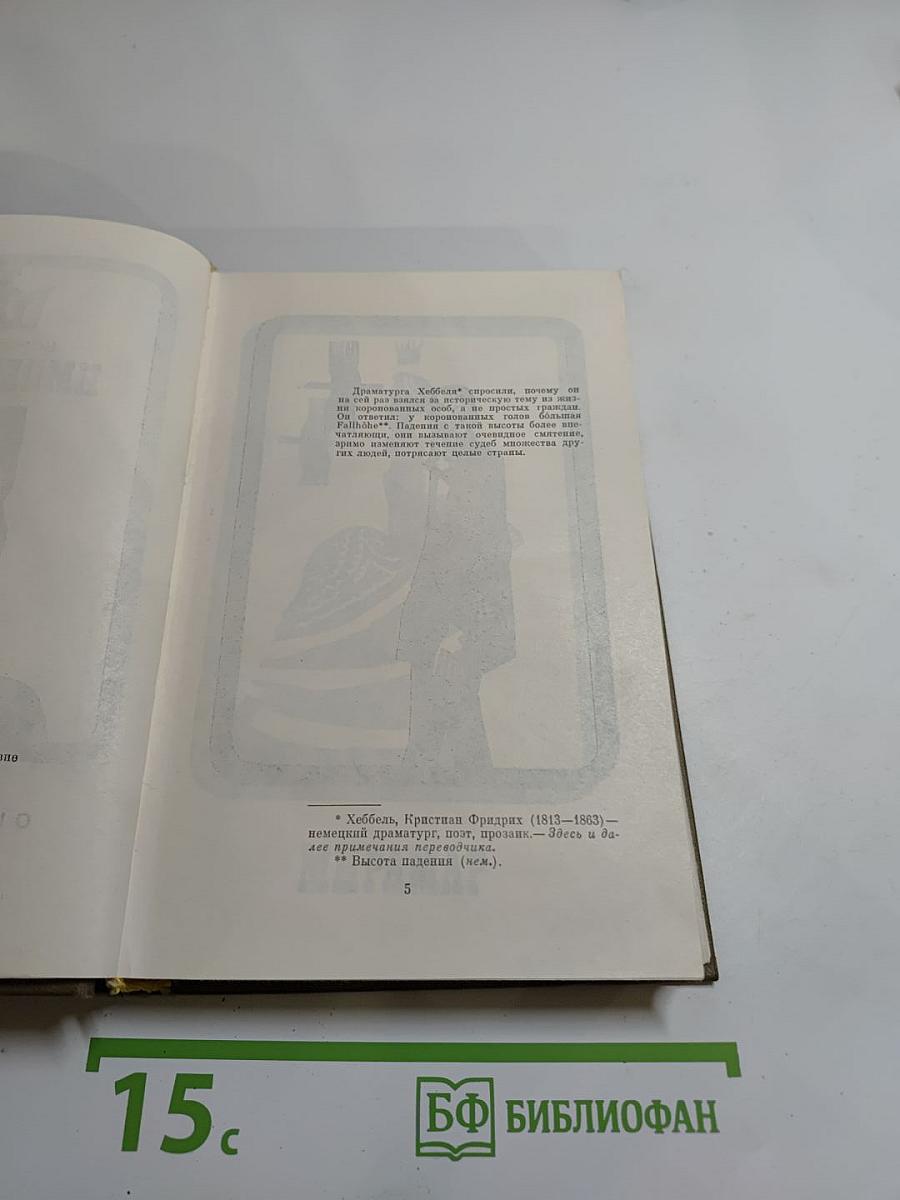 Драматурга Хеббеля* спросили, почему он
на сей раз взялся за историческую тему из жиз-
ни коронованных особ, а не простых граждан.
Он ответил: у коронованных голов бо́льшая
Fallhöhe**. Падения с такой высоты более впе-
чатляющи, они вызывают очевидное смятение,
зримо изменяют течение судеб множества дру-
гих людей, потрясают целые страны.
* Хеббель, Кристиан Фридрих (1813—1863) —
немецкий драматург, поэт, прозаик.— Здесь и да-
лее примечания переводчика.
** Высота падения (нем.).
5
15 с
БФ БИБЛИОФАН